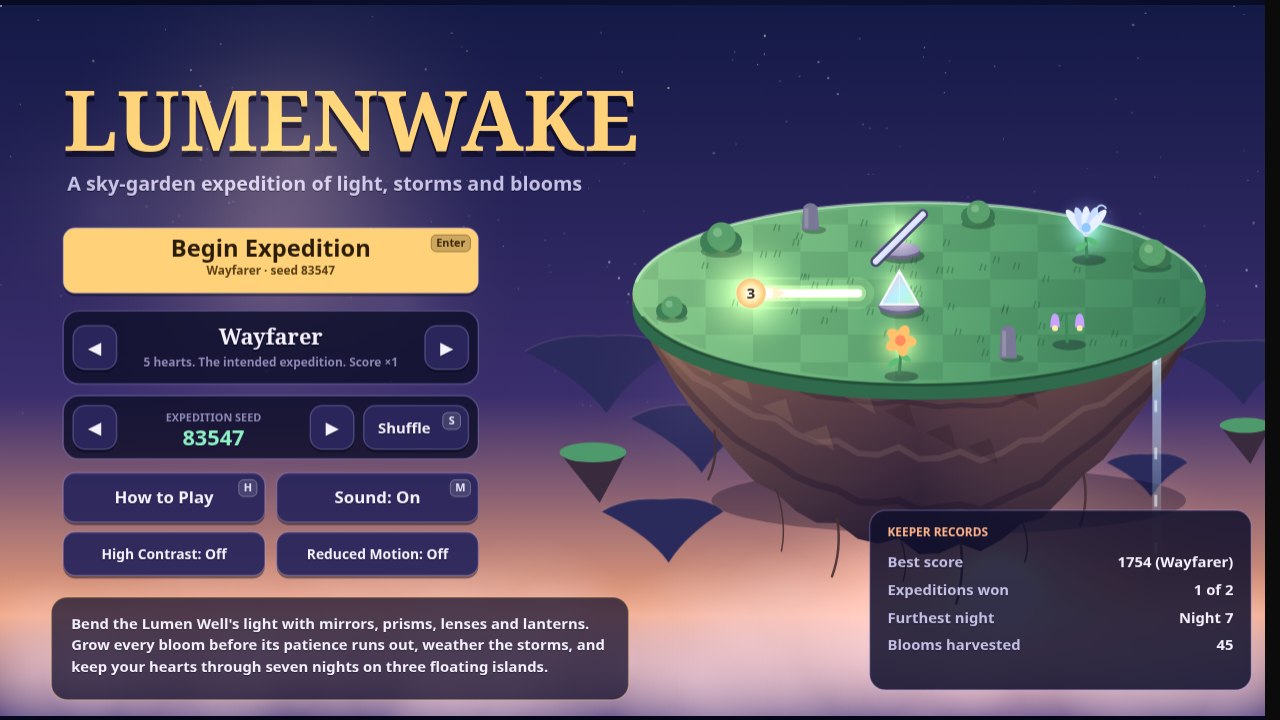 LUMENWAKE
A sky-garden expedition of light, storms and blooms
Begin Expedition
Enter
Wayfarer · seed 83547
◀
Wayfarer
5 hearts. The intended expedition. Score ×1
▶
◀
EXPEDITION SEED
83547
▶
Shuffle
S
How to Play
H
Sound: On
M
High Contrast: Off
Reduced Motion: Off
Bend the Lumen Well's light with mirrors, prisms, lenses and lanterns.
Grow every bloom before its patience runs out, weather the storms, and
keep your hearts through seven nights on three floating islands.
3
KEEPER RECORDS
Best score 1754 (Wayfarer)
Expeditions won 1 of 2
Furthest night Night 7
Blooms harvested 45